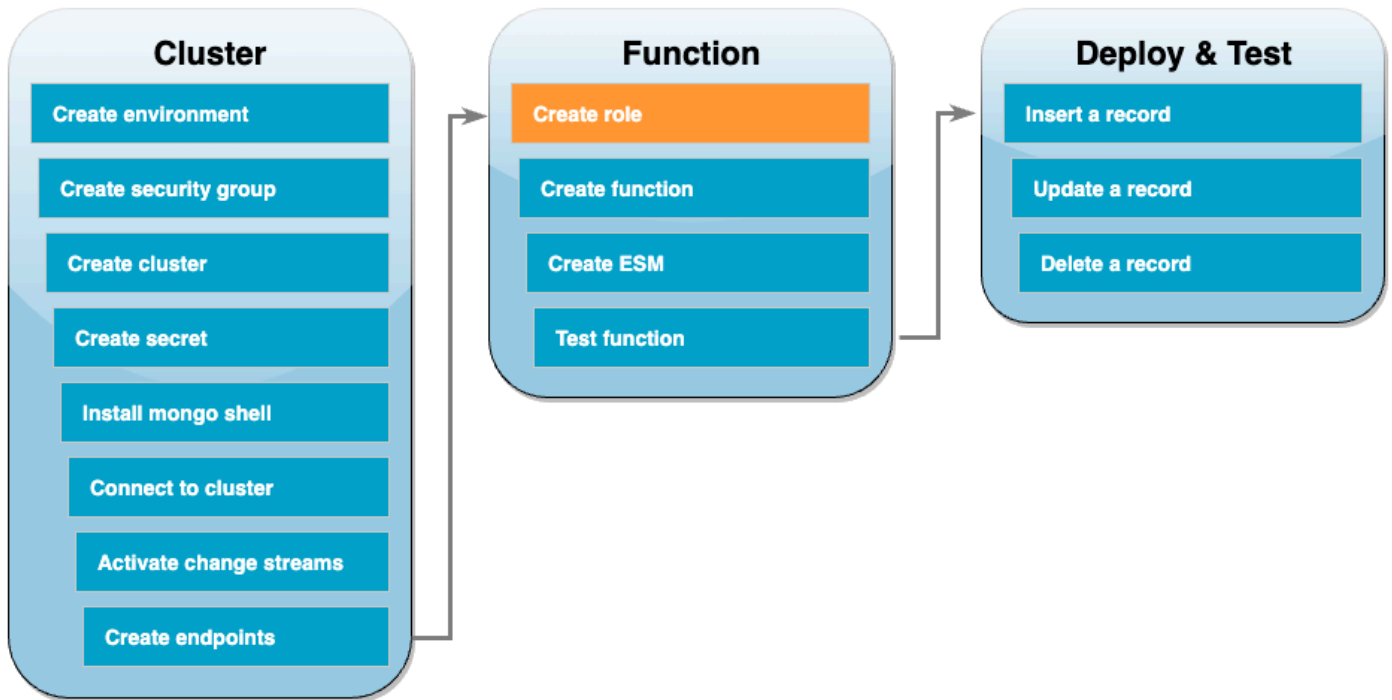 Cluster
Create environment
Create security group
Create cluster
Create secret
Install mongo shell
Connect to cluster
Activate change streams
Create endpoints
Function
Create role
Create function
Create ESM
Test function
Deploy & Test
Insert a record
Update a record
Delete a record